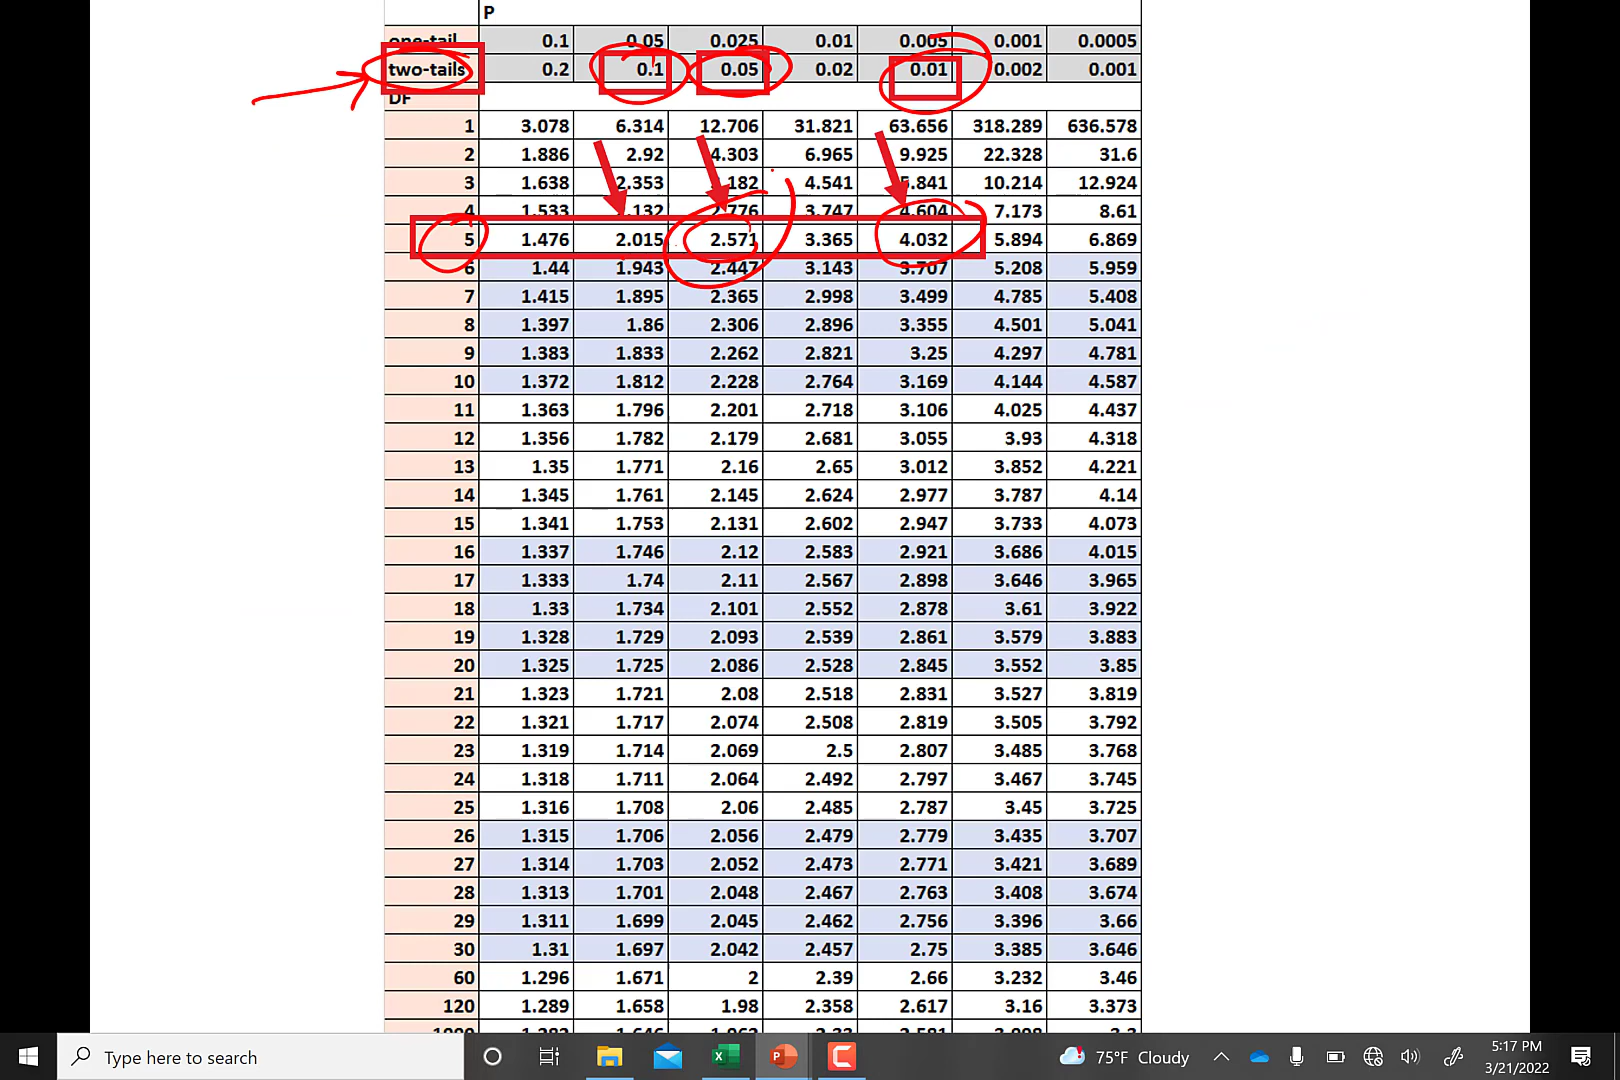 P
one-tail 0.1 0.05 0.025 0.01 0.005 0.001 0.0005
two-tails 0.2 0.1 0.05 0.02 0.01 0.002 0.001
DF
1 3.078 6.314 12.706 31.821 63.656 318.289 636.578
2 1.886 2.92 4.303 6.965 9.925 22.328 31.6
3 1.638 2.353 3.182 4.541 5.841 10.214 12.924
4 1.533 2.132 2.776 3.747 4.604 7.173 8.61
5 1.476 2.015 2.571 3.365 4.032 5.894 6.869
6 1.44 1.943 2.447 3.143 3.707 5.208 5.959
7 1.415 1.895 2.365 2.998 3.499 4.785 5.408
8 1.397 1.86 2.306 2.896 3.355 4.501 5.041
9 1.383 1.833 2.262 2.821 3.25 4.297 4.781
10 1.372 1.812 2.228 2.764 3.169 4.144 4.587
11 1.363 1.796 2.201 2.718 3.106 4.025 4.437
12 1.356 1.782 2.179 2.681 3.055 3.93 4.318
13 1.35 1.771 2.16 2.65 3.012 3.852 4.221
14 1.345 1.761 2.145 2.624 2.977 3.787 4.14
15 1.341 1.753 2.131 2.602 2.947 3.733 4.073
16 1.337 1.746 2.12 2.583 2.921 3.686 4.015
17 1.333 1.74 2.11 2.567 2.898 3.646 3.965
18 1.33 1.734 2.101 2.552 2.878 3.61 3.922
19 1.328 1.729 2.093 2.539 2.861 3.579 3.883
20 1.325 1.725 2.086 2.528 2.845 3.552 3.85
21 1.323 1.721 2.08 2.518 2.831 3.527 3.819
22 1.321 1.717 2.074 2.508 2.819 3.505 3.792
23 1.319 1.714 2.069 2.5 2.807 3.485 3.768
24 1.318 1.711 2.064 2.492 2.797 3.467 3.745
25 1.316 1.708 2.06 2.485 2.787 3.45 3.725
26 1.315 1.706 2.056 2.479 2.779 3.435 3.707
27 1.314 1.703 2.052 2.473 2.771 3.421 3.689
28 1.313 1.701 2.048 2.467 2.763 3.408 3.674
29 1.311 1.699 2.045 2.462 2.756 3.396 3.66
30 1.31 1.697 2.042 2.457 2.75 3.385 3.646
60 1.296 1.671 2 2.39 2.66 3.232 3.46
120 1.289 1.658 1.98 2.358 2.617 3.16 3.373
Type here to search
75°F Cloudy
5:17 PM
3/21/2022